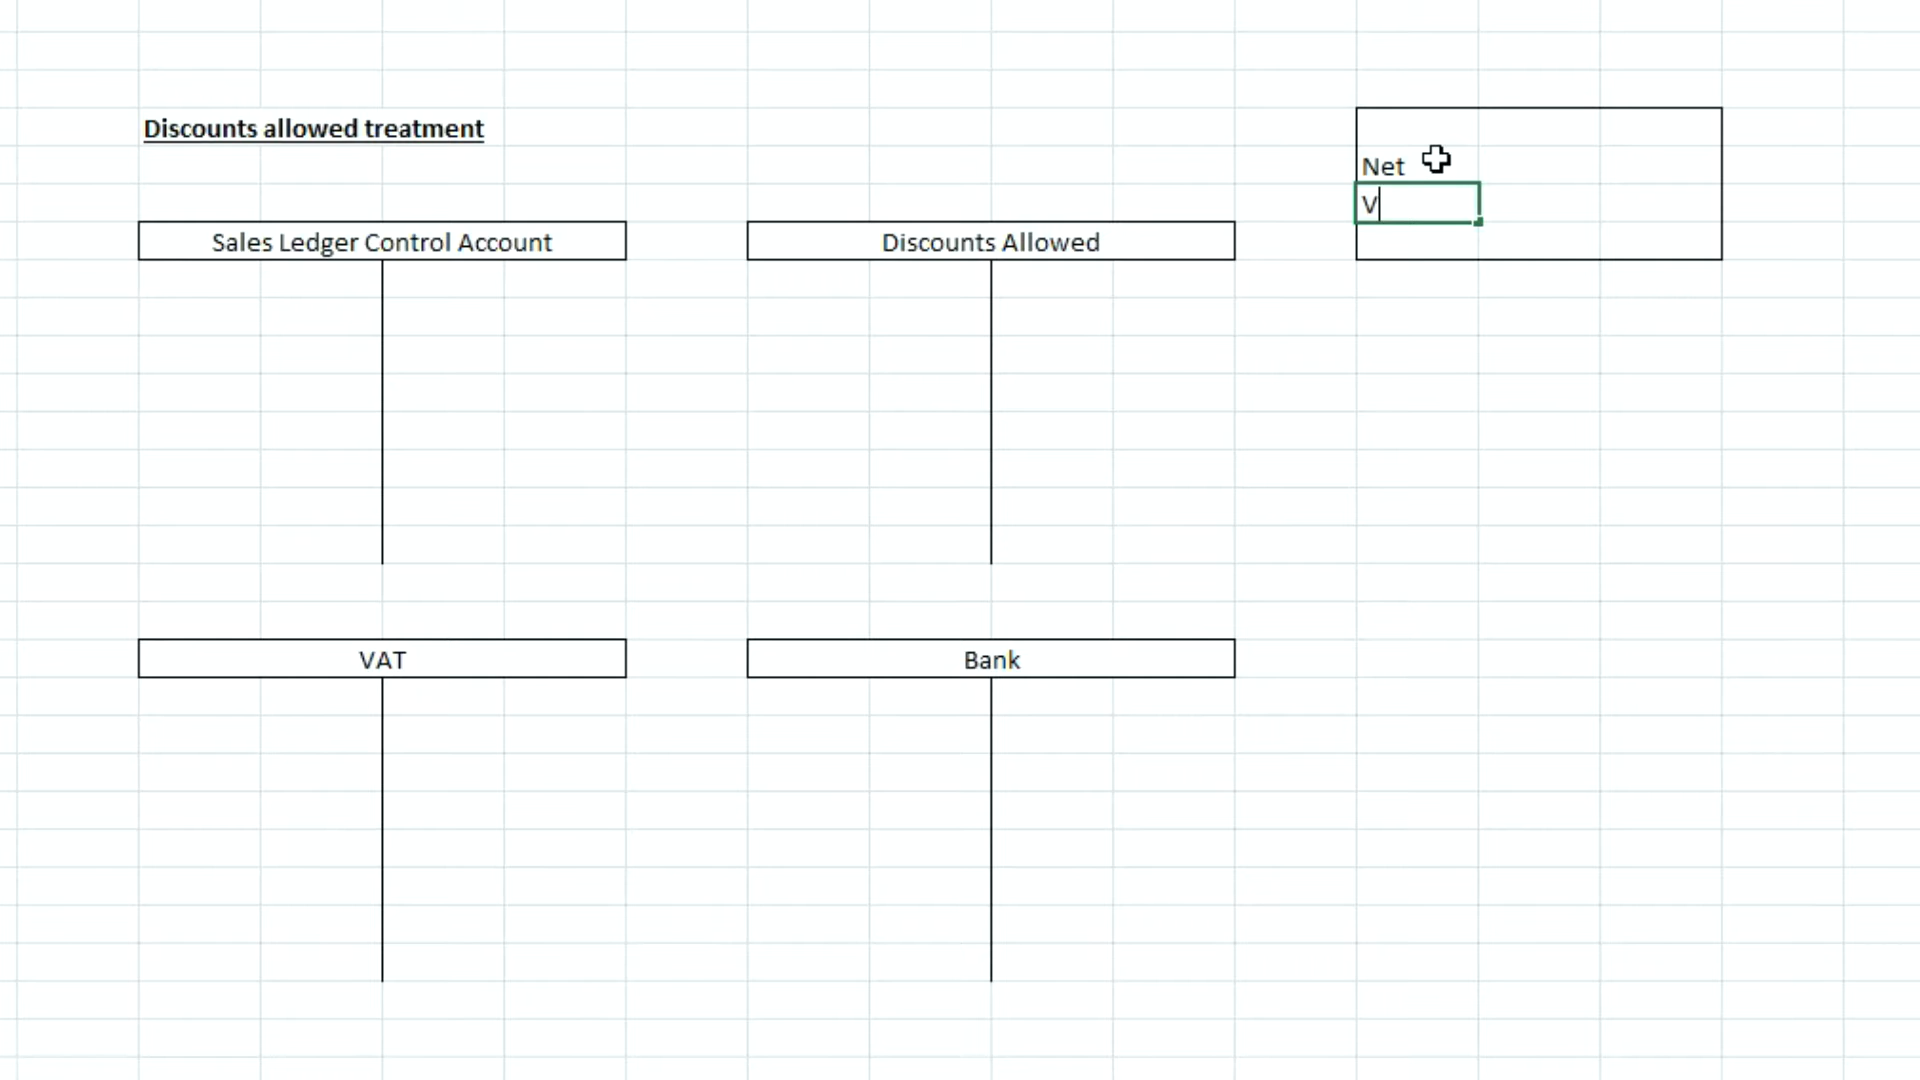 Discounts allowed treatment
Net
V
Sales Ledger Control Account
Discounts Allowed
VAT
Bank